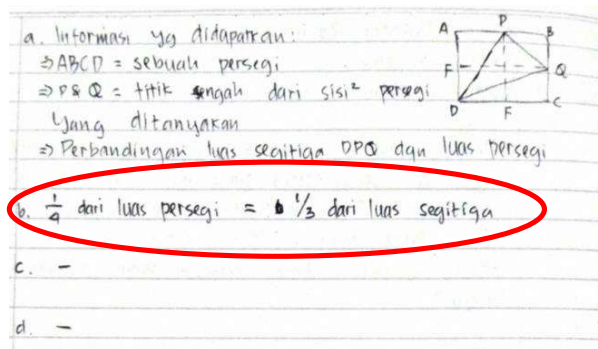 a. Informasi yg didapatkan:
⇒ ABCD = sebuah persegi
⇒ P & Q = titik tengah dari sisi² persegi
Yang ditanyakan
⇒ Perbandingan luas segitiga DPQ dan luas persegi
A P B
F Q
D F C
b. 1/4 dari luas persegi = 1/3 dari luas segitiga
c. -
d. -